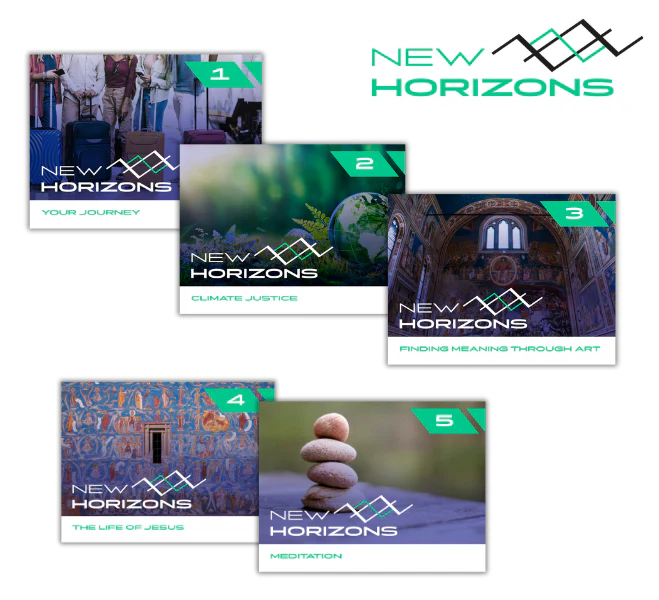 NEW
HORIZONS
1
NEW
HORIZONS
YOUR JOURNEY
2
NEW
HORIZONS
CLIMATE JUSTICE
3
NEW
HORIZONS
FINDING MEANING THROUGH ART
4
NEW
HORIZONS
THE LIFE OF JESUS
5
NEW
HORIZONS
MEDITATION